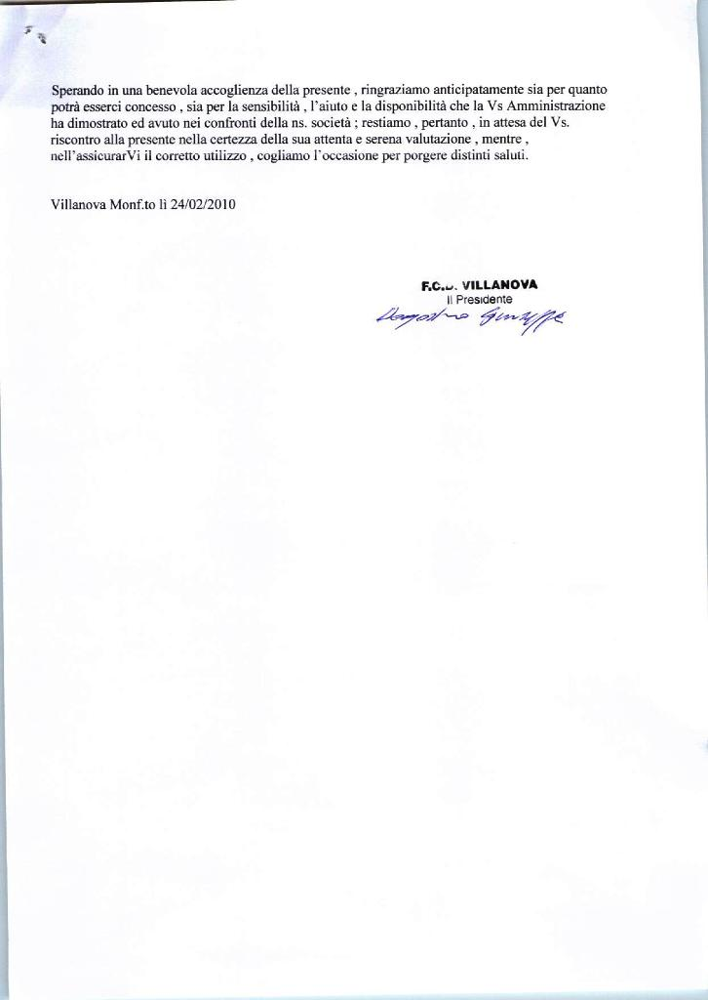 Sperando in una benevola accoglienza della presente , ringraziamo anticipatamente sia per quanto
potrà esserci concesso , sia per la sensibilità , l'aiuto e la disponibilità che la Vs Amministrazione
ha dimostrato ed avuto nei confronti della ns. società ; restiamo , pertanto , in attesa del Vs.
riscontro alla presente nella certezza della sua attenta e serena valutazione , mentre ,
nell'assicurarVi il corretto utilizzo , cogliamo l'occasione per porgere distinti saluti.
Villanova Monf.to lì 24/02/2010
VILLANOVA
Il Presidente